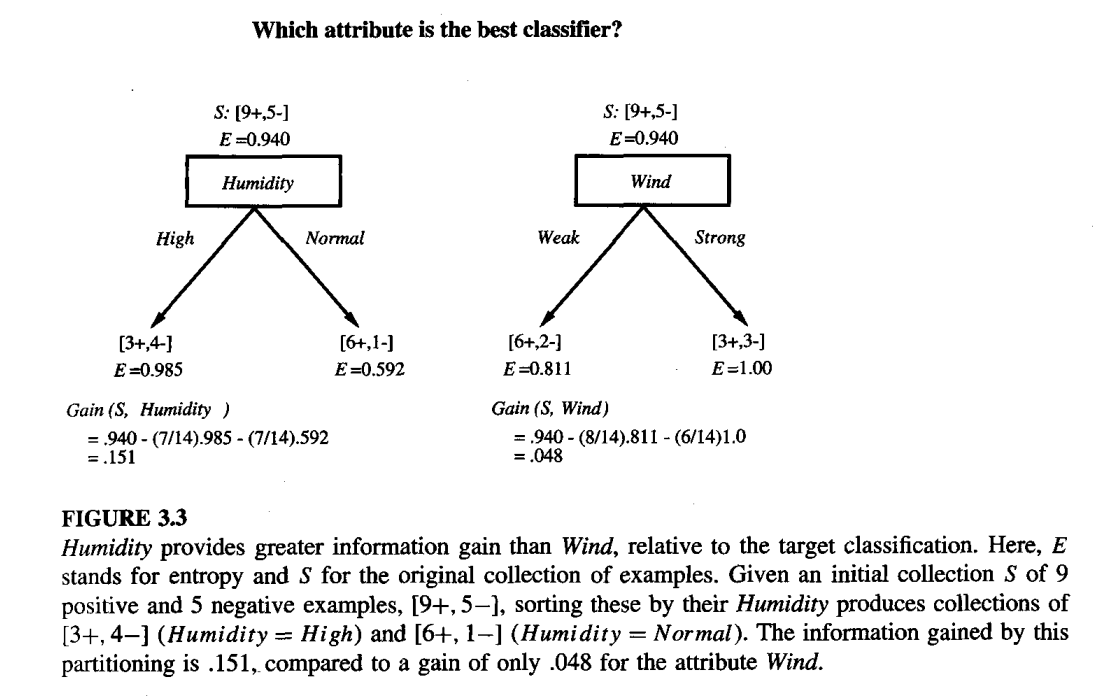 Which attribute is the best classifier?
S: [9+,5-]
E =0.940
Humidity
High
Normal
[3+,4-]
E =0.985
[6+,1-]
E =0.592
Gain (S, Humidity )
= .940 - (7/14).985 - (7/14).592
= .151
S: [9+,5-]
E =0.940
Wind
Weak
Strong
[6+,2-]
E =0.811
[3+,3-]
E =1.00
Gain (S, Wind)
= .940 - (8/14).811 - (6/14)1.0
= .048
FIGURE 3.3
Humidity provides greater information gain than Wind, relative to the target classification. Here, E
stands for entropy and S for the original collection of examples. Given an initial collection S of 9
positive and 5 negative examples, [9+, 5−], sorting these by their Humidity produces collections of
[3+, 4−] (Humidity = High) and [6+, 1−] (Humidity = Normal). The information gained by this
partitioning is .151, compared to a gain of only .048 for the attribute Wind.